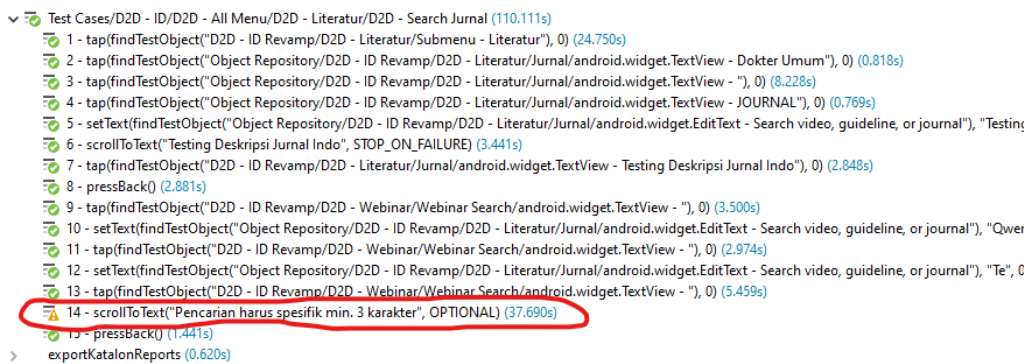 Test Cases/D2D - ID/D2D - All Menu/D2D - Literatur/D2D - Search Jurnal (110.111s)
1 - tap(findTestObject("D2D - ID Revamp/D2D - Literatur/Submenu - Literatur"), 0) (24.750s)
2 - tap(findTestObject("Object Repository/D2D - ID Revamp/D2D - Literatur/Jurnal/android.widget.TextView - Dokter Umum"), 0) (0.818s)
3 - tap(findTestObject("Object Repository/D2D - ID Revamp/D2D - Literatur/Jurnal/android.widget.TextView - "), 0) (8.228s)
4 - tap(findTestObject("Object Repository/D2D - ID Revamp/D2D - Literatur/Jurnal/android.widget.TextView - JOURNAL"), 0) (0.769s)
5 - setText(findTestObject("Object Repository/D2D - ID Revamp/D2D - Literatur/Jurnal/android.widget.EditText - Search video, guideline, or journal"), "Testing
6 - scrollToText("Testing Deskripsi Jurnal Indo", STOP_ON_FAILURE) (3.441s)
7 - tap(findTestObject("Object Repository/D2D - ID Revamp/D2D - Literatur/Jurnal/android.widget.TextView - Testing Deskripsi Jurnal Indo"), 0) (2.848s)
8 - pressBack() (2.881s)
9 - tap(findTestObject("D2D - ID Revamp/D2D - Webinar/Webinar Search/android.widget.TextView - "), 0) (3.500s)
10 - setText(findTestObject("Object Repository/D2D - ID Revamp/D2D - Literatur/Jurnal/android.widget.EditText - Search video, guideline, or journal"), "Qwer
11 - tap(findTestObject("D2D - ID Revamp/D2D - Webinar/Webinar Search/android.widget.TextView - "), 0) (2.974s)
12 - setText(findTestObject("Object Repository/D2D - ID Revamp/D2D - Literatur/Jurnal/android.widget.EditText - Search video, guideline, or journal"), "Te", 0
13 - tap(findTestObject("D2D - ID Revamp/D2D - Webinar/Webinar Search/android.widget.TextView - "), 0) (5.459s)
14 - scrollToText("Pencarian harus spesifik min. 3 karakter", OPTIONAL) (37.690s)
15 - pressBack() (1.441s)
exportKatalonReports (0.620s)